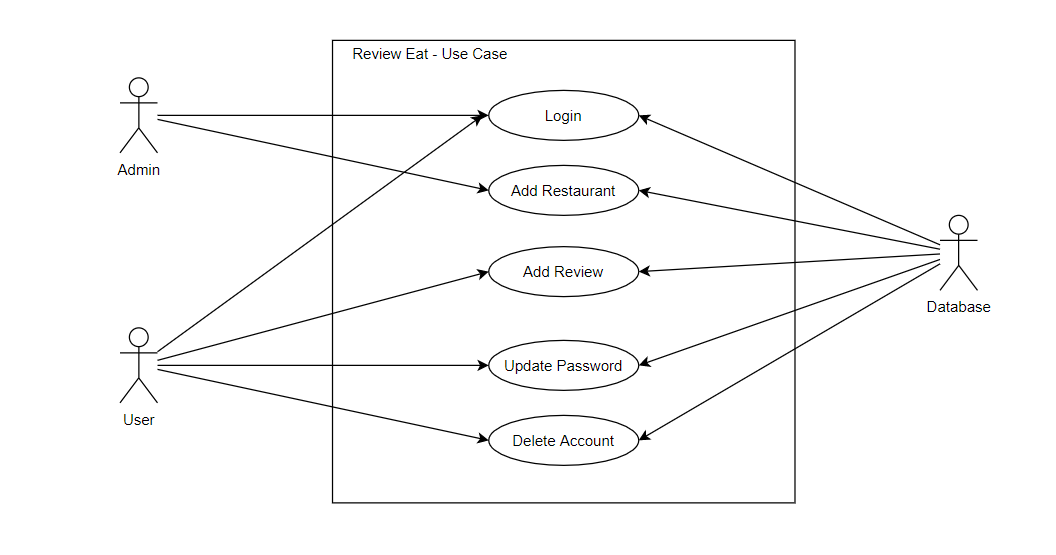 Review Eat - Use Case
Login
Admin
Add Restaurant
Add Review
Database
Update Password
User
Delete Account